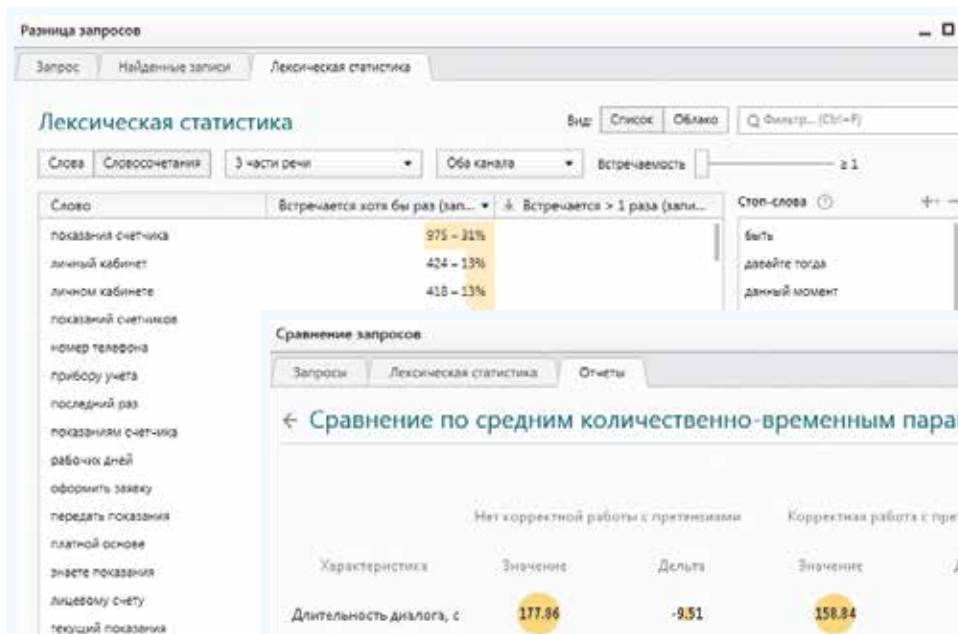 Разница запросов
Запрос Найденные записи Лексическая статистика
Лексическая статистика
Вид: Список Облако Фильтр... (Ctrl+F)
Слова Словосочетания 3 части речи Оба канала Встречаемость ≥ 1
Слово Встречается хотя бы раз (зап... Встречается > 1 раза (запи... Стоп-слова
показания счетчика 975 – 31% быть
личный кабинет 424 – 13% давайте тогда
личном кабинете 418 – 13% данный момент
показаний счетчиков
номер телефона
прибору учета
последний раз
показаниям счетчика
рабочих дней
оформить заявку
передать показания
платной основе
знаете показания
лицевому счету
текущий показания
Сравнение запросов
Запросы Лексическая статистика Отчеты
← Сравнение по средним количественно-временным пара
Нет корректной работы с претензиями Корректная работа с прет
Характеристика Значение Дельта Значение
Длительность диалога, с 177.86 -9.51 158.84